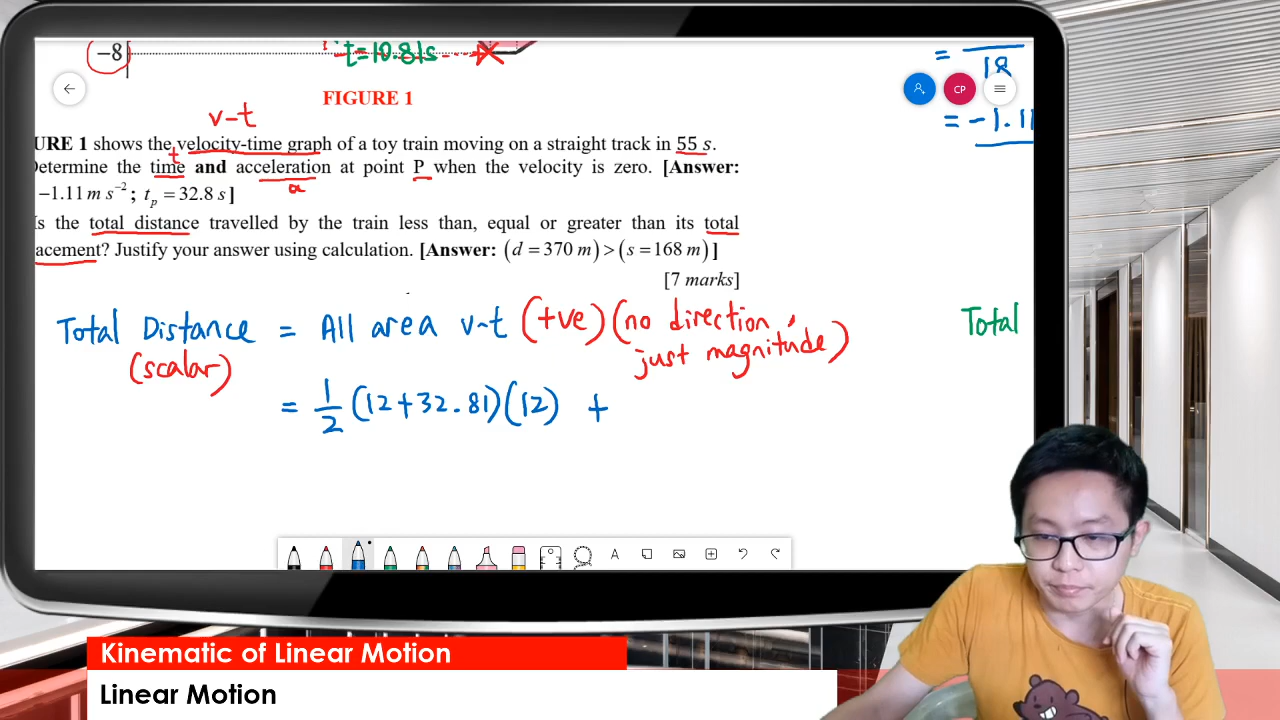 -8
t=10.81s
= 18
CP
FIGURE 1
= -1.11
v-t
URE 1 shows the velocity-time graph of a toy train moving on a straight track in 55 s.
t
Determine the time and acceleration at point P when the velocity is zero. [Answer:
a
−1.11 m s⁻²; tₚ = 32.8 s]
Is the total distance travelled by the train less than, equal or greater than its total
acement? Justify your answer using calculation. [Answer: (d = 370 m) > (s = 168 m)]
[7 marks]
Total Distance = All area v-t (+ve) (no direction,
(scalar) just magnitude)
Total
= 1/2 (12+32.81)(12) +
A
Kinematic of Linear Motion
Linear Motion